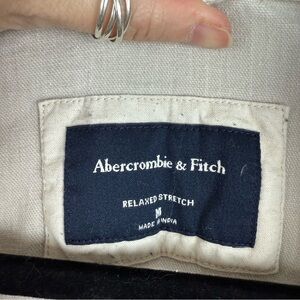 Abercrombie & Fitch
RELAXED STRETCH
M
MADE IN INDIA